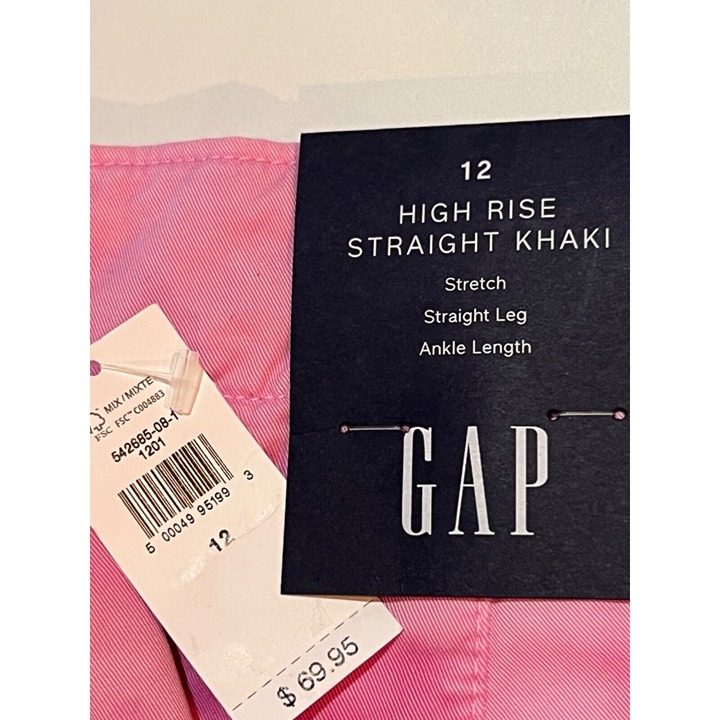 12
HIGH RISE
STRAIGHT KHAKI
Stretch
Straight Leg
Ankle Length
GAP
MIX / MIXTE
FSC FSC™ C004883
542685-08-1
1201
5 00049 95199 3
12
$ 69.95